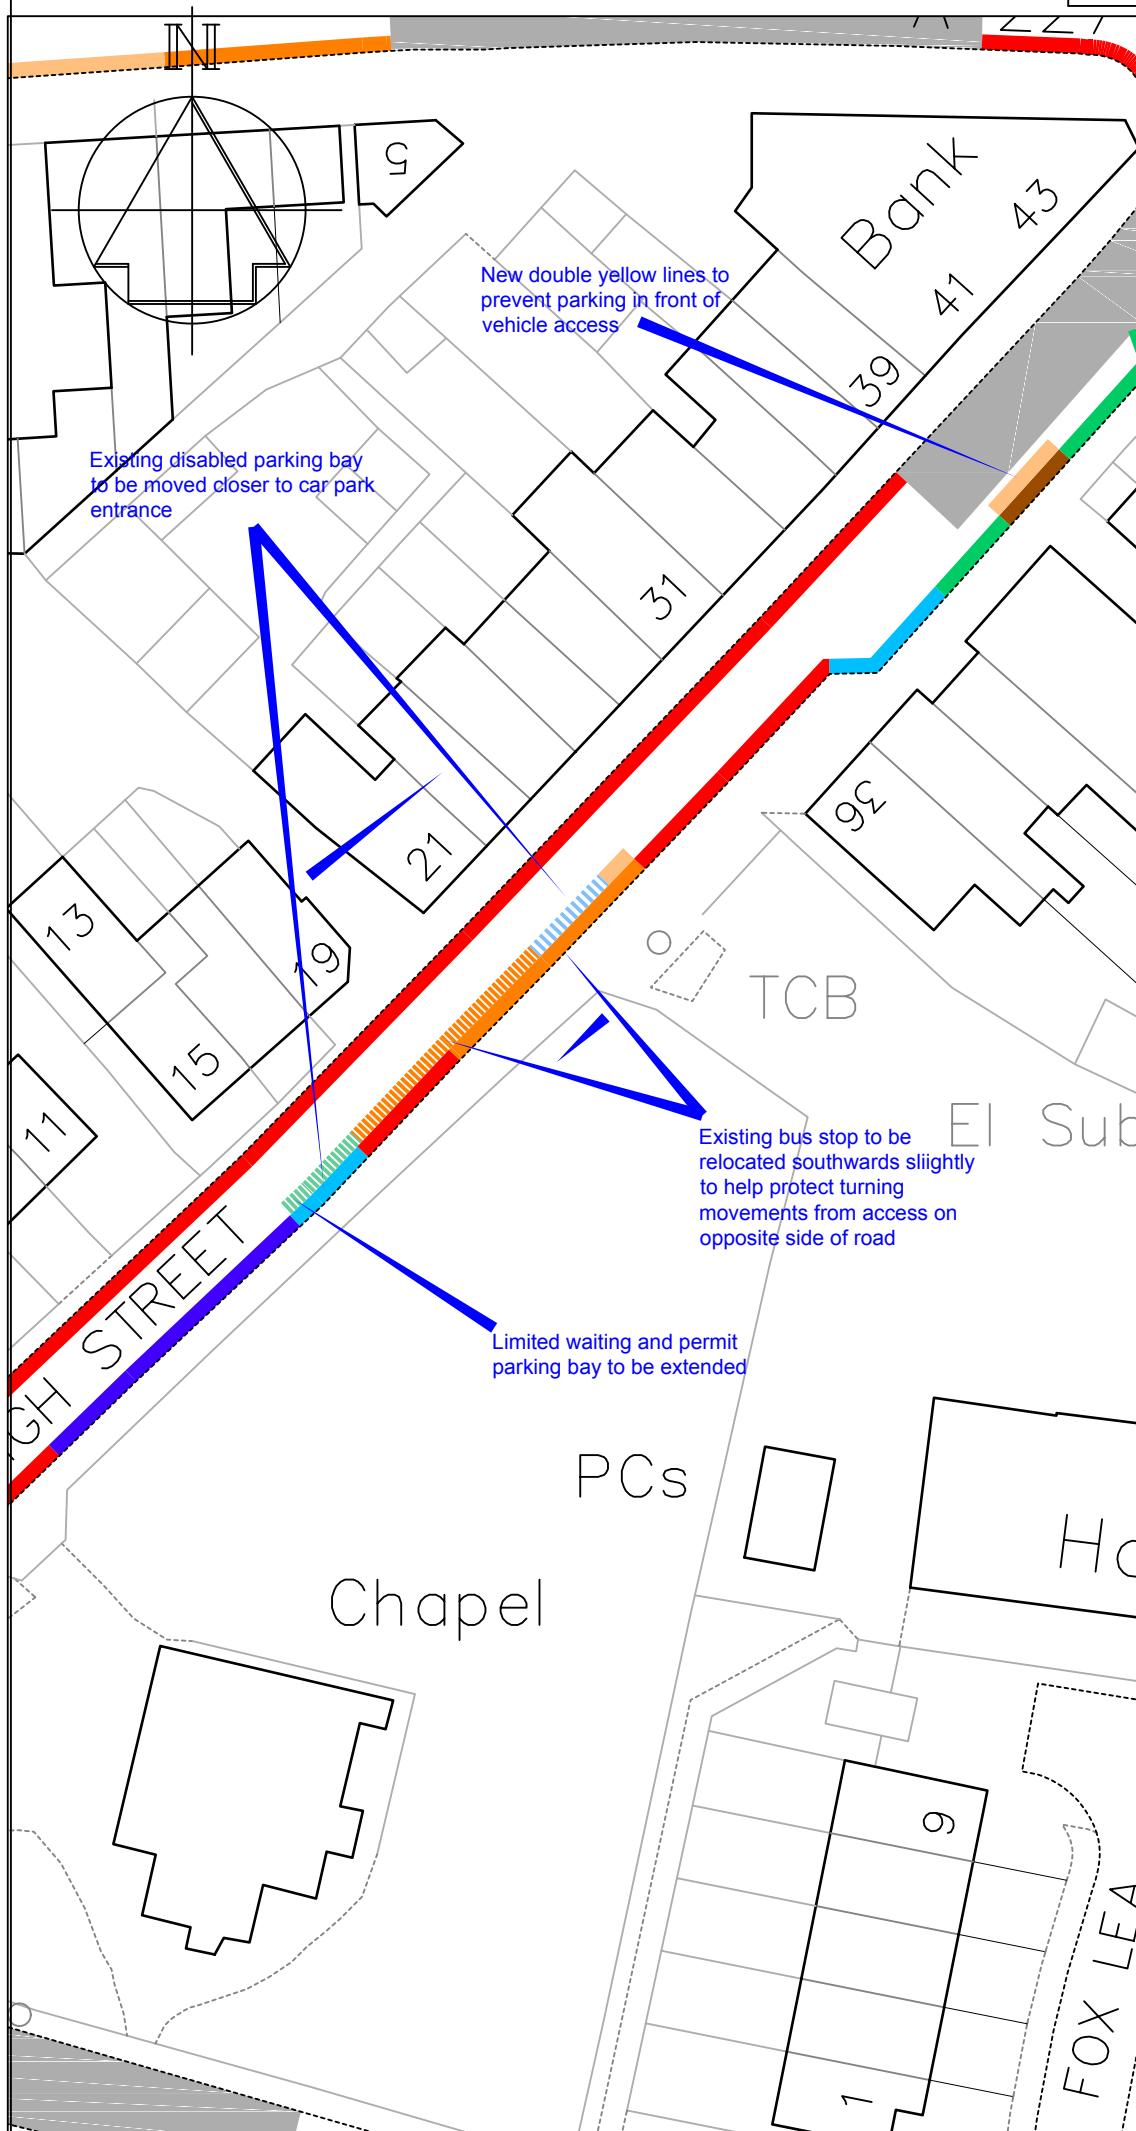 N
5
Bank
43
41
39
New double yellow lines to
prevent parking in front of
vehicle access
Existing disabled parking bay
to be moved closer to car park
entrance
31
36
21
13
19
15
11
TCB
El Sub
Existing bus stop to be
relocated southwards sliightly
to help protect turning
movements from access on
opposite side of road
GH STREET
Limited waiting and permit
parking bay to be extended
PCs
Chapel
9
FOX LEA
1